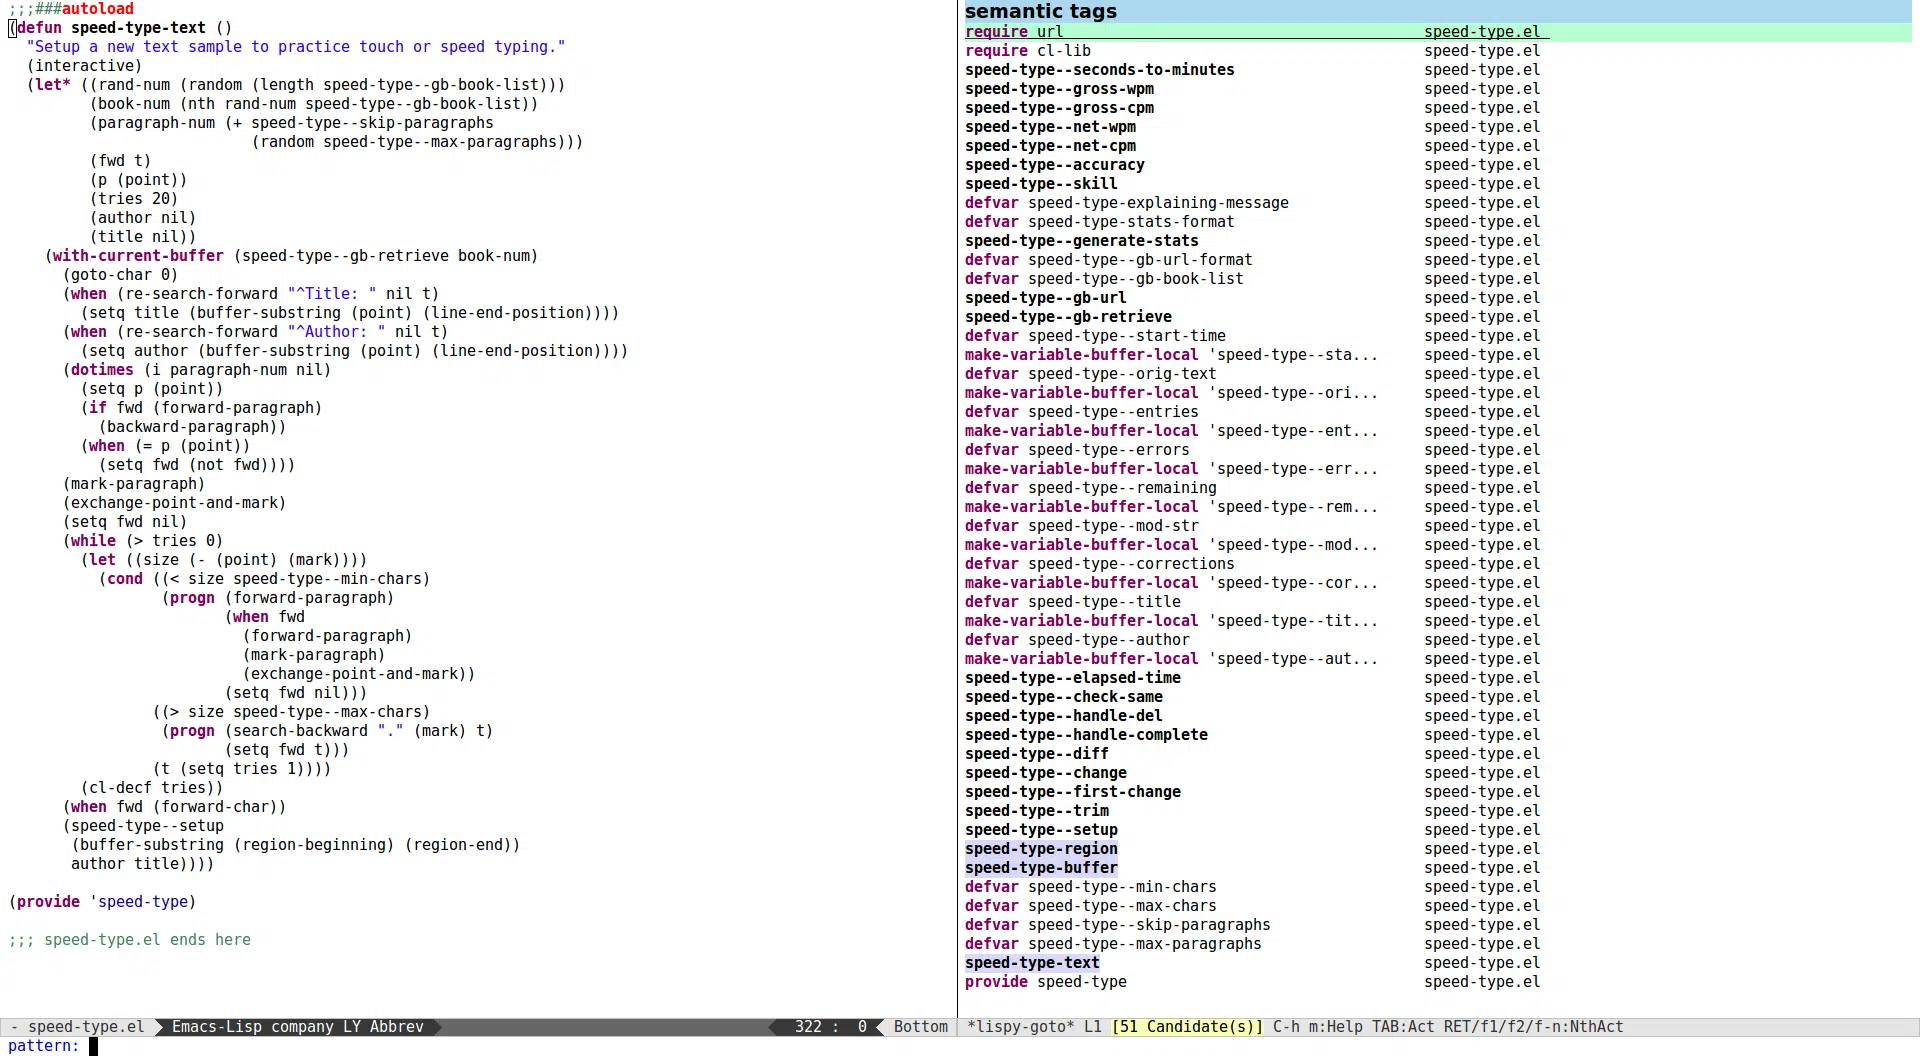 ;;;###autoload
(defun speed-type-text ()
  "Setup a new text sample to practice touch or speed typing."
  (interactive)
  (let* ((rand-num (random (length speed-type--gb-book-list)))
         (book-num (nth rand-num speed-type--gb-book-list))
         (paragraph-num (+ speed-type--skip-paragraphs
                           (random speed-type--max-paragraphs)))
         (fwd t)
         (p (point))
         (tries 20)
         (author nil)
         (title nil))
    (with-current-buffer (speed-type--gb-retrieve book-num)
      (goto-char 0)
      (when (re-search-forward "^Title: " nil t)
        (setq title (buffer-substring (point) (line-end-position))))
      (when (re-search-forward "^Author: " nil t)
        (setq author (buffer-substring (point) (line-end-position))))
      (dotimes (i paragraph-num nil)
        (setq p (point))
        (if fwd (forward-paragraph)
          (backward-paragraph))
        (when (= p (point))
          (setq fwd (not fwd))))
      (mark-paragraph)
      (exchange-point-and-mark)
      (setq fwd nil)
      (while (> tries 0)
        (let ((size (- (point) (mark))))
          (cond ((< size speed-type--min-chars)
                 (progn (forward-paragraph)
                        (when fwd
                          (forward-paragraph)
                          (mark-paragraph)
                          (exchange-point-and-mark))
                        (setq fwd nil)))
                ((> size speed-type--max-chars)
                 (progn (search-backward "." (mark) t)
                        (setq fwd t)))
                (t (setq tries 1))))
        (cl-decf tries))
      (when fwd (forward-char))
      (speed-type--setup
       (buffer-substring (region-beginning) (region-end))
       author title))))
(provide 'speed-type)
;;; speed-type.el ends here
- speed-type.el Emacs-Lisp company LY Abbrev 322 : 0 Bottom
semantic tags
require url speed-type.el
require cl-lib speed-type.el
speed-type--seconds-to-minutes speed-type.el
speed-type--gross-wpm speed-type.el
speed-type--gross-cpm speed-type.el
speed-type--net-wpm speed-type.el
speed-type--net-cpm speed-type.el
speed-type--accuracy speed-type.el
speed-type--skill speed-type.el
defvar speed-type-explaining-message speed-type.el
defvar speed-type-stats-format speed-type.el
speed-type--generate-stats speed-type.el
defvar speed-type--gb-url-format speed-type.el
defvar speed-type--gb-book-list speed-type.el
speed-type--gb-url speed-type.el
speed-type--gb-retrieve speed-type.el
defvar speed-type--start-time speed-type.el
make-variable-buffer-local 'speed-type--sta... speed-type.el
defvar speed-type--orig-text speed-type.el
make-variable-buffer-local 'speed-type--ori... speed-type.el
defvar speed-type--entries speed-type.el
make-variable-buffer-local 'speed-type--ent... speed-type.el
defvar speed-type--errors speed-type.el
make-variable-buffer-local 'speed-type--err... speed-type.el
defvar speed-type--remaining speed-type.el
make-variable-buffer-local 'speed-type--rem... speed-type.el
defvar speed-type--mod-str speed-type.el
make-variable-buffer-local 'speed-type--mod... speed-type.el
defvar speed-type--corrections speed-type.el
make-variable-buffer-local 'speed-type--cor... speed-type.el
defvar speed-type--title speed-type.el
make-variable-buffer-local 'speed-type--tit... speed-type.el
defvar speed-type--author speed-type.el
make-variable-buffer-local 'speed-type--aut... speed-type.el
speed-type--elapsed-time speed-type.el
speed-type--check-same speed-type.el
speed-type--handle-del speed-type.el
speed-type--handle-complete speed-type.el
speed-type--diff speed-type.el
speed-type--change speed-type.el
speed-type--first-change speed-type.el
speed-type--trim speed-type.el
speed-type--setup speed-type.el
speed-type-region speed-type.el
speed-type-buffer speed-type.el
defvar speed-type--min-chars speed-type.el
defvar speed-type--max-chars speed-type.el
defvar speed-type--skip-paragraphs speed-type.el
defvar speed-type--max-paragraphs speed-type.el
speed-type-text speed-type.el
provide speed-type speed-type.el
*lispy-goto* L1 [51 Candidate(s)] C-h m:Help TAB:Act RET/f1/f2/f-n:NthAct
pattern: